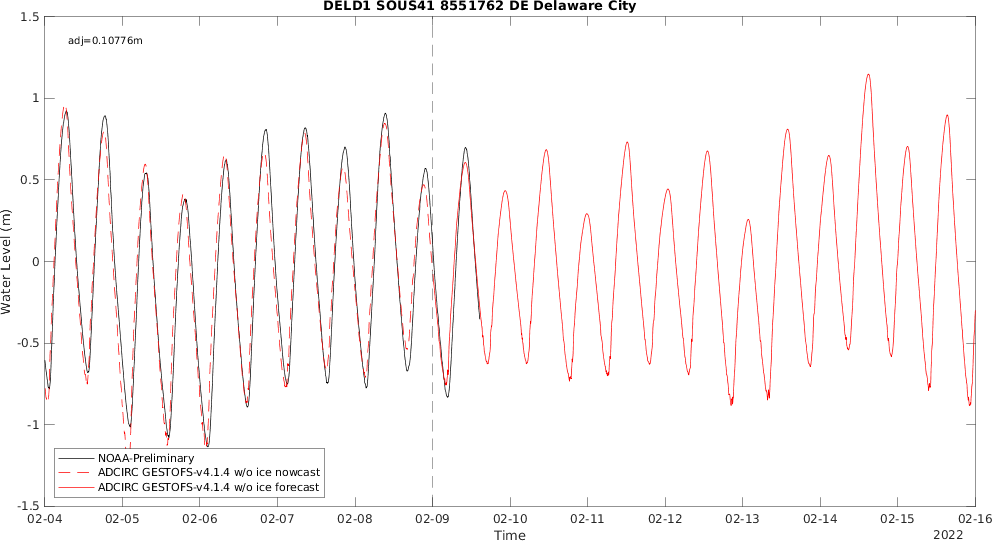 DELD1 SOUS41 8551762 DE Delaware City
adj=0.10776m
1.5
1
0.5
0
-0.5
-1
-1.5
Water Level (m)
NOAA-Preliminary
ADCIRC GESTOFS-v4.1.4 w/o ice nowcast
ADCIRC GESTOFS-v4.1.4 w/o ice forecast
02-04 02-05 02-06 02-07 02-08 02-09 02-10 02-11 02-12 02-13 02-14 02-15 02-16
Time
2022